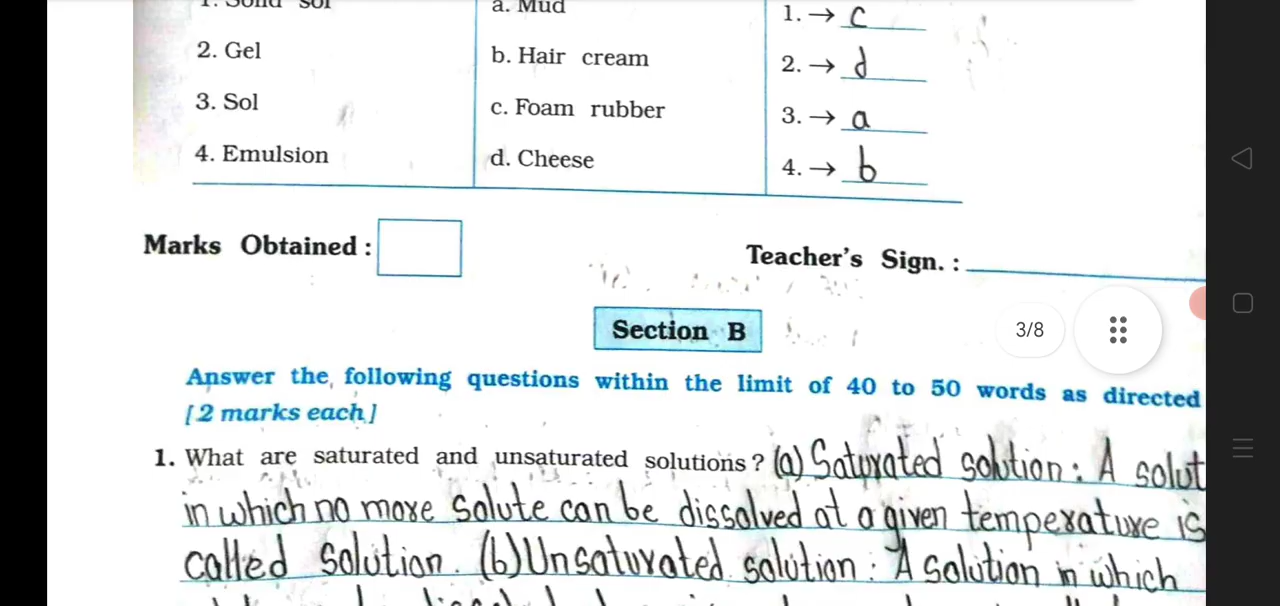 1. Solid sol a. Mud 1. → c
2. Gel b. Hair cream 2. → d
3. Sol c. Foam rubber 3. → a
4. Emulsion d. Cheese 4. → b
Marks Obtained : Teacher's Sign. :
Section B
3/8
Answer the following questions within the limit of 40 to 50 words as directed
[2 marks each]
1. What are saturated and unsaturated solutions? (a) Saturated solution : A solut
in which no more solute can be dissolved at a given temperature is
called solution. (b) Unsaturated solution : A solution in which